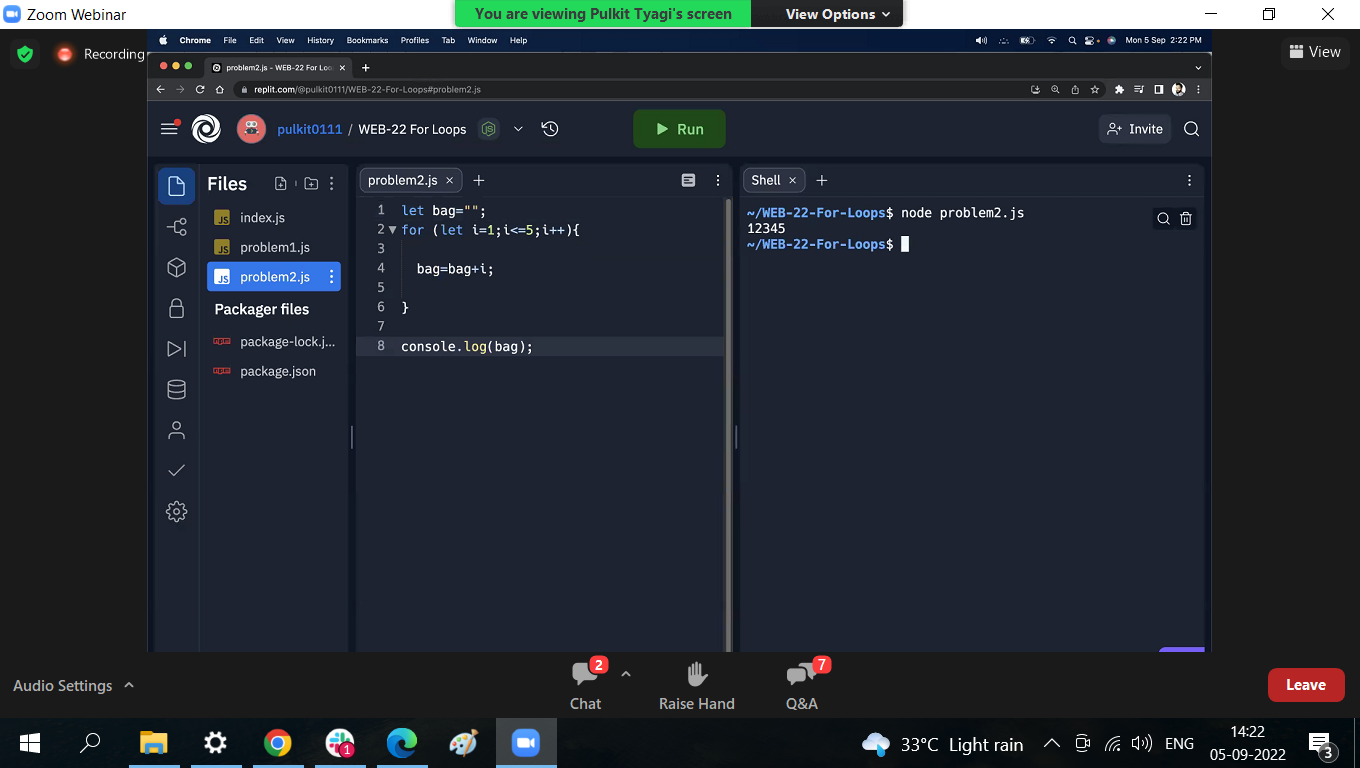 Zoom Webinar
You are viewing Pulkit Tyagi's screen
View Options
Recording
View
Chrome File Edit View History Bookmarks Profiles Tab Window Help
Mon 5 Sep 2:22 PM
problem2.js - WEB-22 For Loo
replit.com/@pulkit0111/WEB-22-For-Loops#problem2.js
pulkit0111 / WEB-22 For Loops
Run
Invite
Files
index.js
problem1.js
problem2.js
Packager files
package-lock.j...
package.json
problem2.js
1 let bag="";
2 for (let i=1;i<=5;i++){
3
4 bag=bag+i;
5
6 }
7
8 console.log(bag);
Shell
~/WEB-22-For-Loops$ node problem2.js
12345
~/WEB-22-For-Loops$
Audio Settings
2
Chat
Raise Hand
7
Q&A
Leave
1
33°C Light rain
ENG
14:22
05-09-2022
3